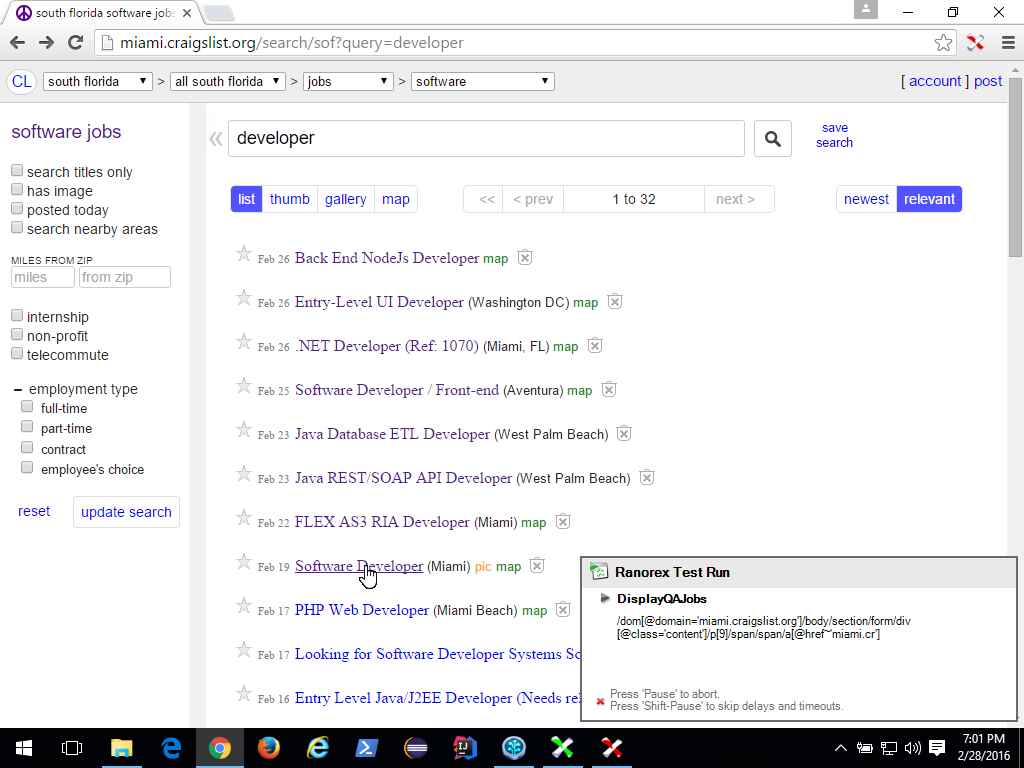 south florida software job
miami.craigslist.org/search/sof?query=developer
CL south florida > all south florida > jobs > software [ account ] post
software jobs
developer
save search
search titles only
has image
posted today
search nearby areas
list thumb gallery map << < prev 1 to 32 next > newest relevant
MILES FROM ZIP
miles from zip
internship
non-profit
telecommute
employment type
full-time
part-time
contract
employee's choice
reset update search
Feb 26 Back End NodeJs Developer map
Feb 26 Entry-Level UI Developer (Washington DC) map
Feb 26 .NET Developer (Ref: 1070) (Miami, FL) map
Feb 25 Software Developer / Front-end (Aventura) map
Feb 23 Java Database ETL Developer (West Palm Beach)
Feb 23 Java REST/SOAP API Developer (West Palm Beach)
Feb 22 FLEX AS3 RIA Developer (Miami) map
Feb 19 Software Developer (Miami) pic map
Feb 17 PHP Web Developer (Miami Beach) map
Feb 17 Looking for Software Developer Systems Sc
Feb 16 Entry Level Java/J2EE Developer (Needs re
Ranorex Test Run
DisplayQAJobs
/dom[@domain='miami.craigslist.org']/body/section/form/div
[@class='content']/p[9]/span/span/a[@href~'miami.cr']
Press 'Pause' to abort.
Press 'Shift-Pause' to skip delays and timeouts.
7:01 PM
2/28/2016